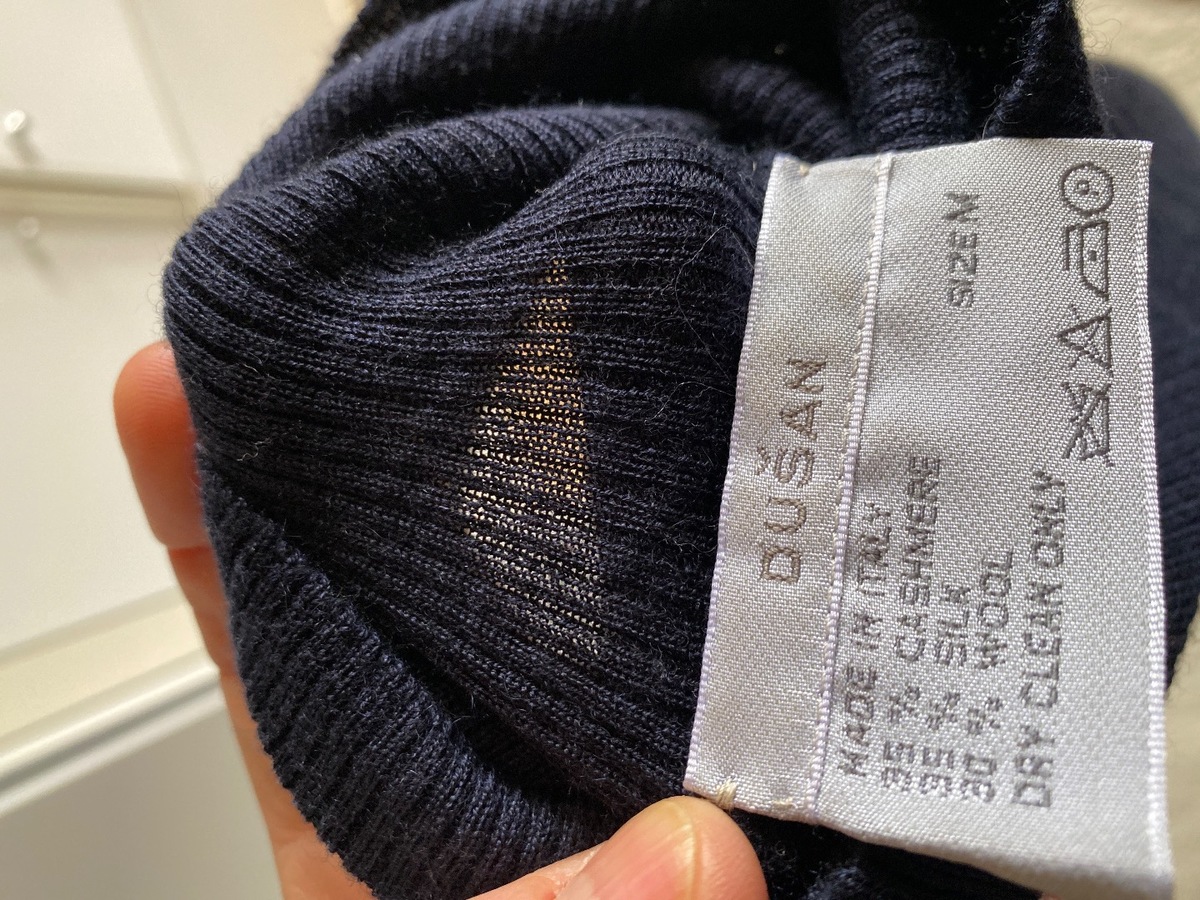 DUŠAN
MADE IN ITALY
35 % CASHMERE
35 % SILK
30 % WOOL
DRY CLEAN ONLY
SIZE M
P